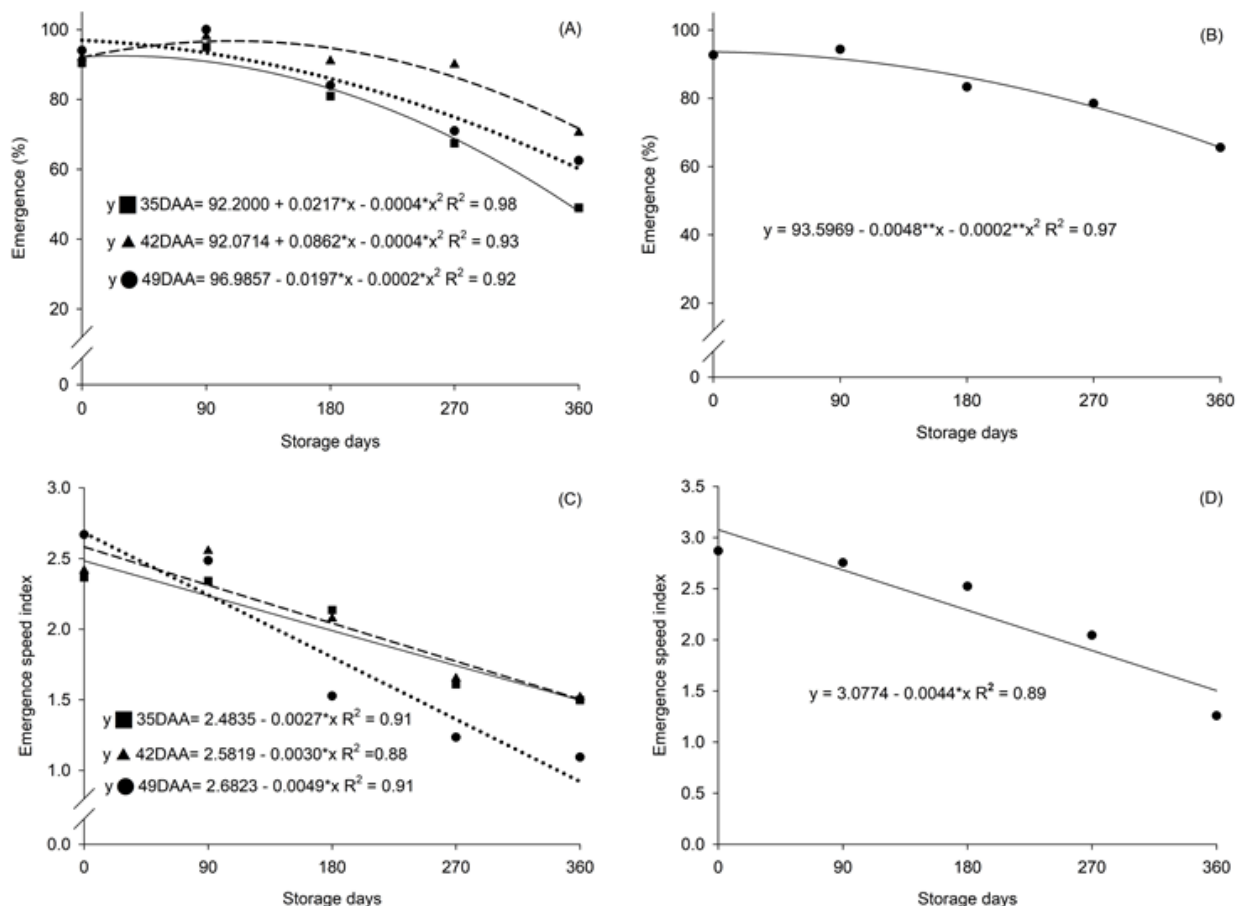 (A)
100
80
60
40
20
0
Emergence (%)
y ■ 35DAA= 92.2000 + 0.0217*x - 0.0004*x² R² = 0.98
y ▲ 42DAA= 92.0714 + 0.0862*x - 0.0004*x² R² = 0.93
y ● 49DAA= 96.9857 - 0.0197*x - 0.0002*x² R² = 0.92
0 90 180 270 360
Storage days
(B)
100
80
60
40
20
0
Emergence (%)
y = 93.5969 - 0.0048**x - 0.0002**x² R² = 0.97
0 90 180 270 360
Storage days
(C)
3.0
2.5
2.0
1.5
1.0
0.0
Emergence speed index
y ■ 35DAA= 2.4835 - 0.0027*x R² = 0.91
y ▲ 42DAA= 2.5819 - 0.0030*x R² =0.88
y ● 49DAA= 2.6823 - 0.0049*x R² = 0.91
0 90 180 270 360
Storage days
(D)
3.5
3.0
2.5
2.0
1.5
1.0
0.5
0.0
Emergence speed index
y = 3.0774 - 0.0044*x R² = 0.89
0 90 180 270 360
Storage days